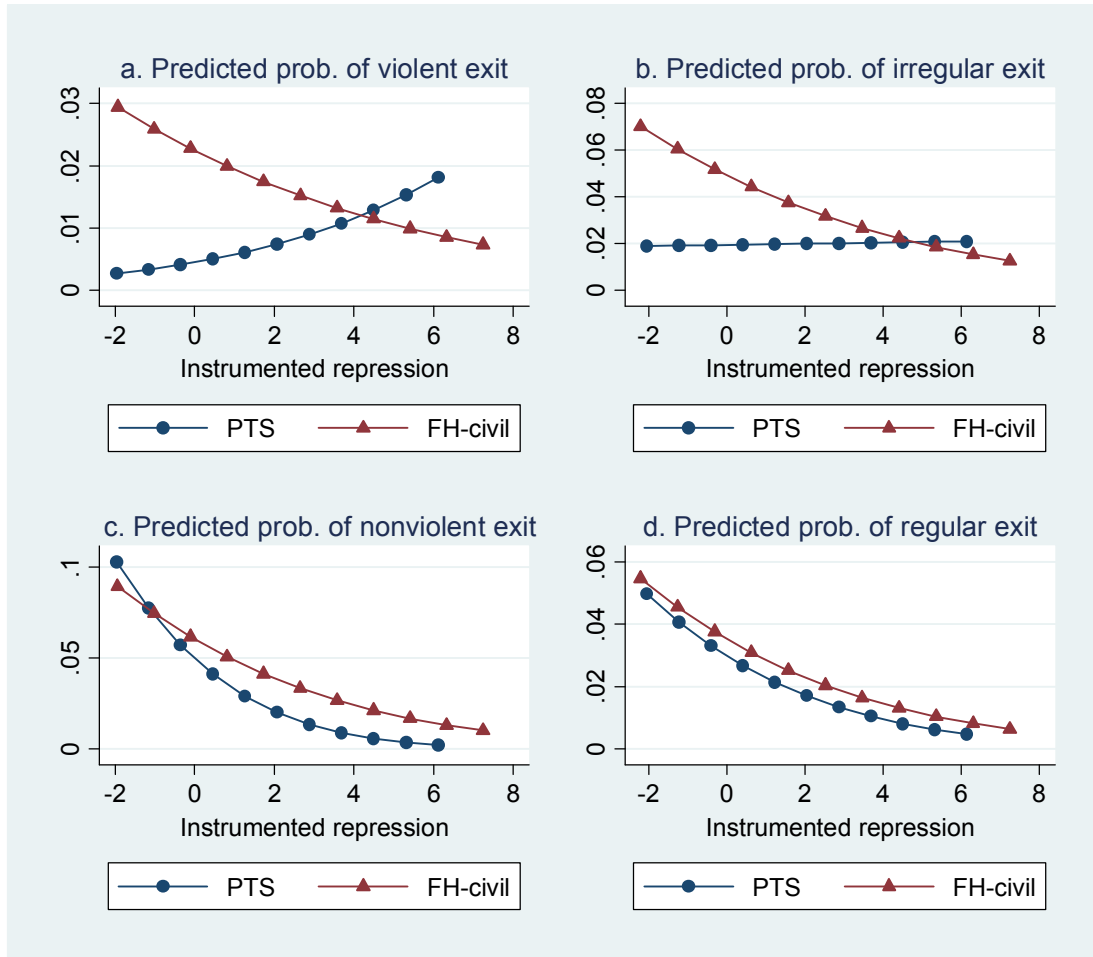 a. Predicted prob. of violent exit
.03
.02
.01
0
-2 0 2 4 6 8
Instrumented repression
PTS FH-civil
b. Predicted prob. of irregular exit
.08
.06
.04
.02
0
-2 0 2 4 6 8
Instrumented repression
PTS FH-civil
c. Predicted prob. of nonviolent exit
.1
.05
0
-2 0 2 4 6 8
Instrumented repression
PTS FH-civil
d. Predicted prob. of regular exit
.06
.04
.02
0
-2 0 2 4 6 8
Instrumented repression
PTS FH-civil